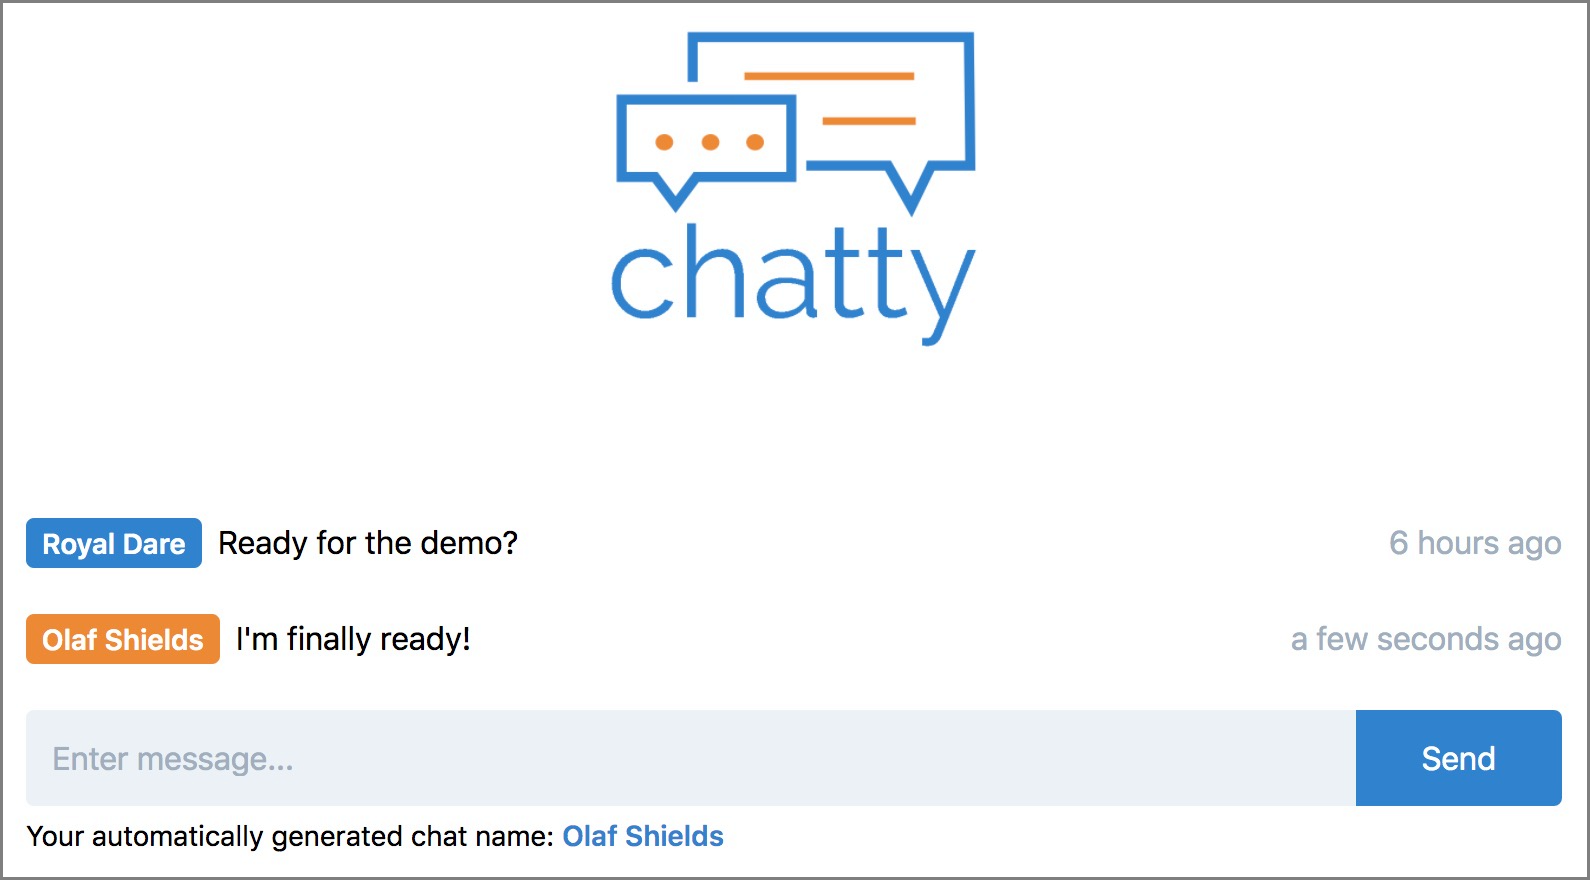 chatty
Royal Dare Ready for the demo? 6 hours ago
Olaf Shields I'm finally ready! a few seconds ago
Enter message... Send
Your automatically generated chat name: Olaf Shields